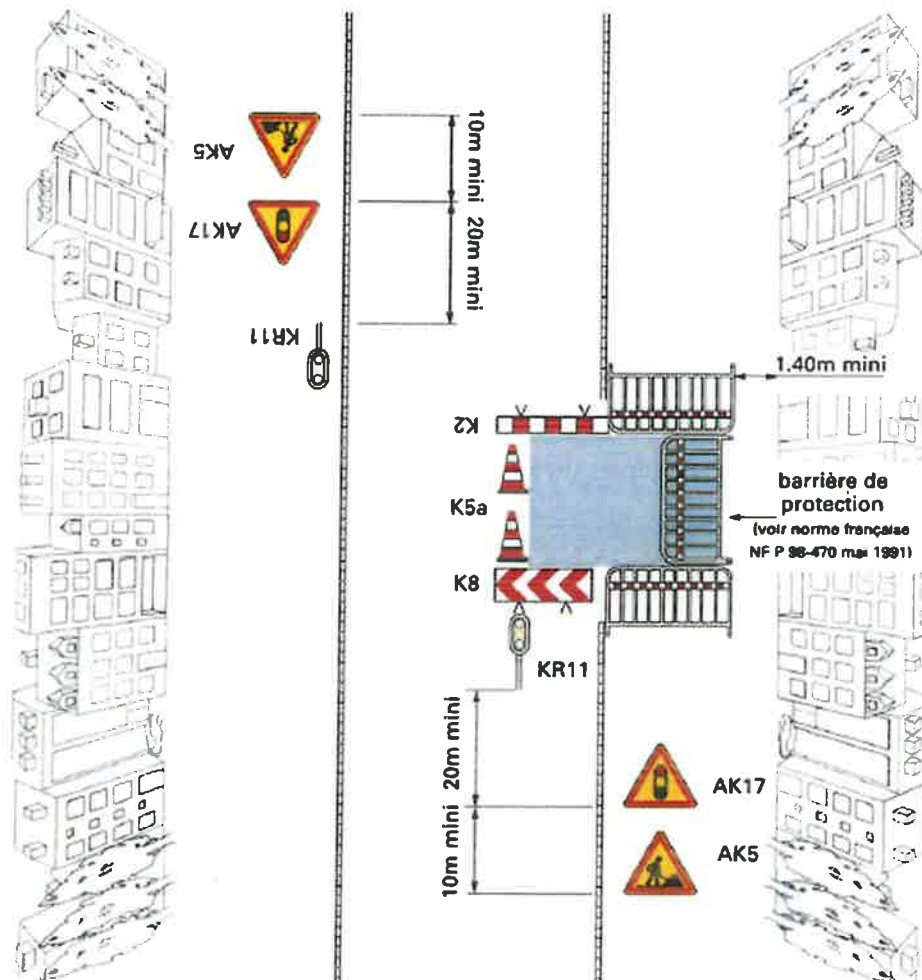 AK5
10m mini
AK17
20m mini
KR11
1.40m mini
K2
K5a
barrière de
protection
(voir norme française
NF P 98-470 mai 1991)
K8
KR11
20m mini
AK17
10m mini
AK5